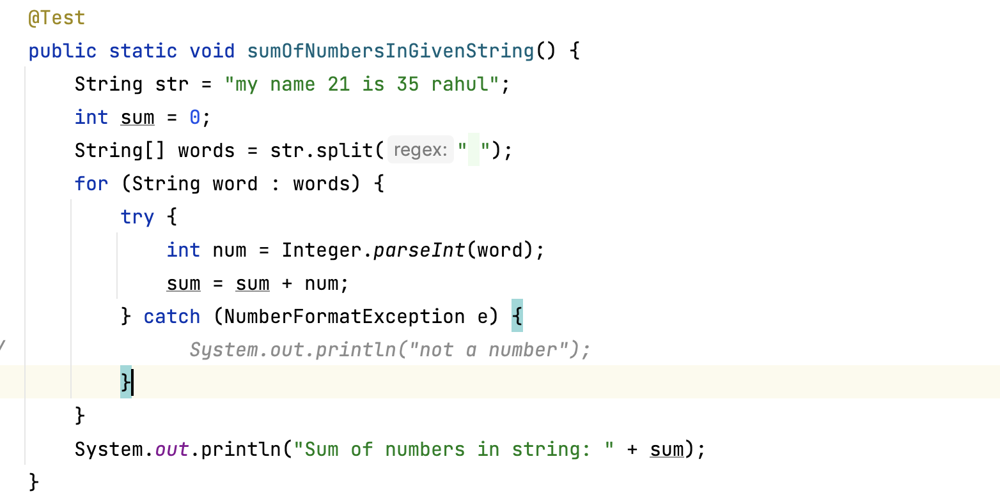 @Test
public static void sumOfNumbersInGivenString() {
    String str = "my name 21 is 35 rahul";
    int sum = 0;
    String[] words = str.split( regex: " ");
    for (String word : words) {
        try {
            int num = Integer.parseInt(word);
            sum = sum + num;
        } catch (NumberFormatException e) {
/              System.out.println("not a number");
        }
    }
    System.out.println("Sum of numbers in string: " + sum);
}